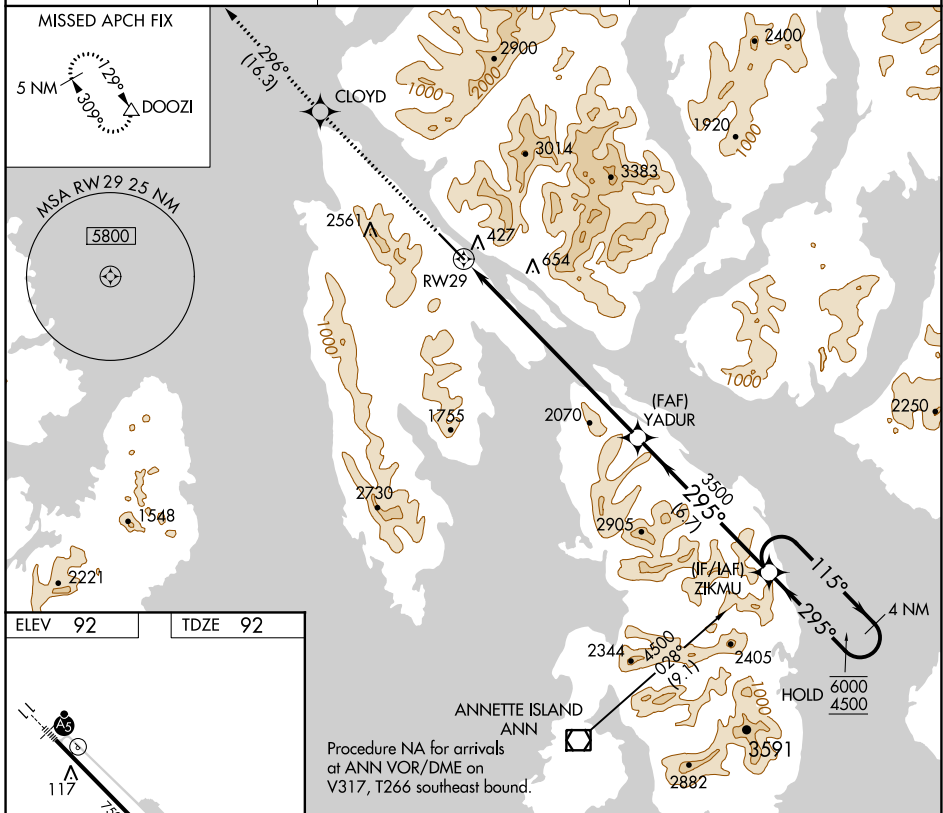 MISSED APCH FIX
5 NM
129°
309°
DOOZI
296°
(16.3)
CLOYD
2900
1000
2000
2400
1920
1000
3014
3383
MSA RW29 25 NM
5800
2561
427
654
RW29
1000
1000
1755
2070
(FAF)
YADUR
2250
3500
295°
(6.7)
2730
2905
1548
2221
(IF/IAF)
ZIKMU
115°
295°
4 NM
HOLD
6000
4500
2344
4500
028°
(9.1)
2405
1000
3591
2882
ANNETTE ISLAND
ANN
Procedure NA for arrivals
at ANN VOR/DME on
V317, T266 southeast bound.
ELEV 92
TDZE 92
A5
P
117